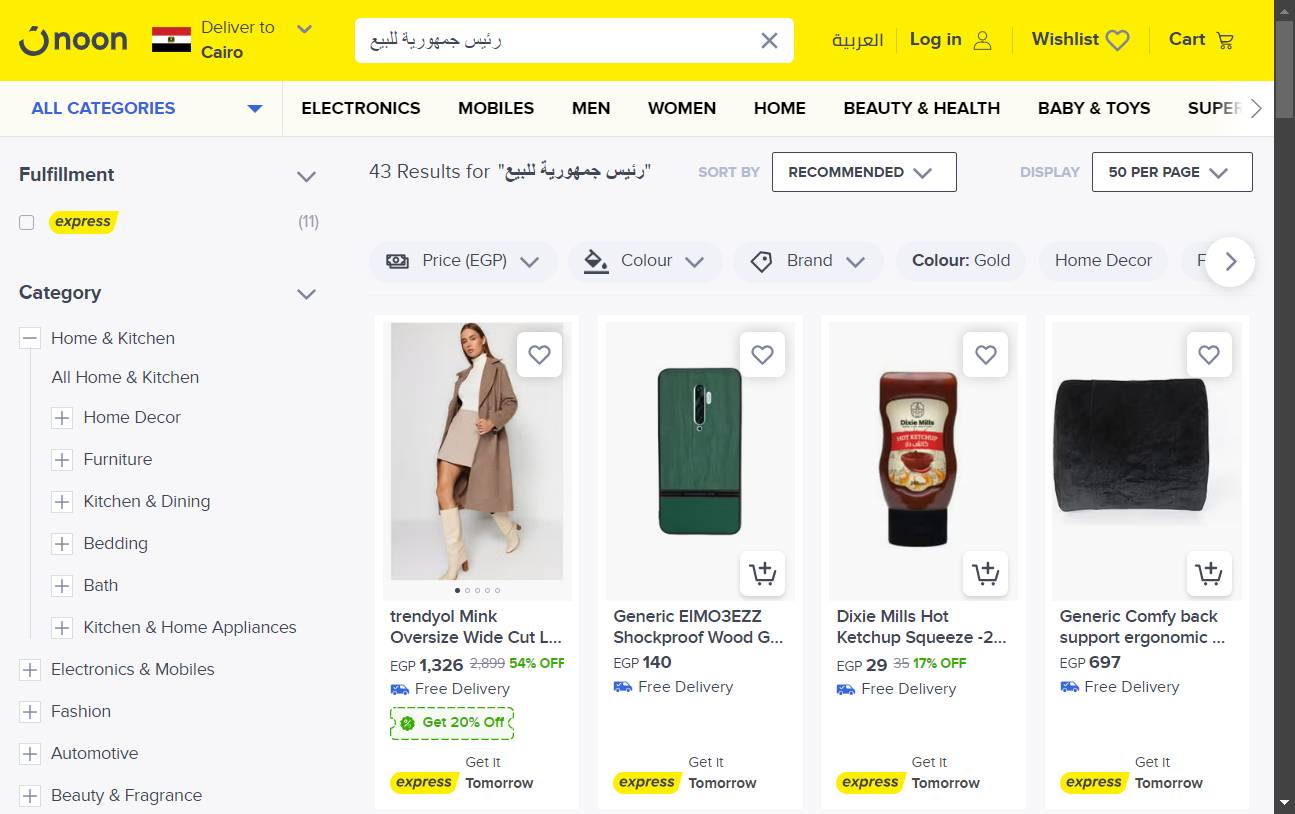 noon
Deliver to
Cairo
رئيس جمهورية للبيع
العربية
Log in
Wishlist
Cart
ALL CATEGORIES
ELECTRONICS
MOBILES
MEN
WOMEN
HOME
BEAUTY & HEALTH
BABY & TOYS
SUPER
Fulfillment
express
(11)
Category
Home & Kitchen
All Home & Kitchen
Home Decor
Furniture
Kitchen & Dining
Bedding
Bath
Kitchen & Home Appliances
Electronics & Mobiles
Fashion
Automotive
Beauty & Fragrance
43 Results for "رئيس جمهورية للبيع"
SORT BY
RECOMMENDED
DISPLAY
50 PER PAGE
Price (EGP)
Colour
Brand
Colour: Gold
Home Decor
trendyol Mink
Oversize Wide Cut L...
EGP 1,326 2,899 54% OFF
Free Delivery
Get 20% Off
express
Get it
Tomorrow
Generic EIMO3EZZ
Shockproof Wood G...
EGP 140
Free Delivery
express
Get it
Tomorrow
Dixie Mills
HOT KETCHUP
Dixie Mills Hot
Ketchup Squeeze -2...
EGP 29 35 17% OFF
Free Delivery
express
Get it
Tomorrow
Generic Comfy back
support ergonomic ...
EGP 697
Free Delivery
express
Get it
Tomorrow